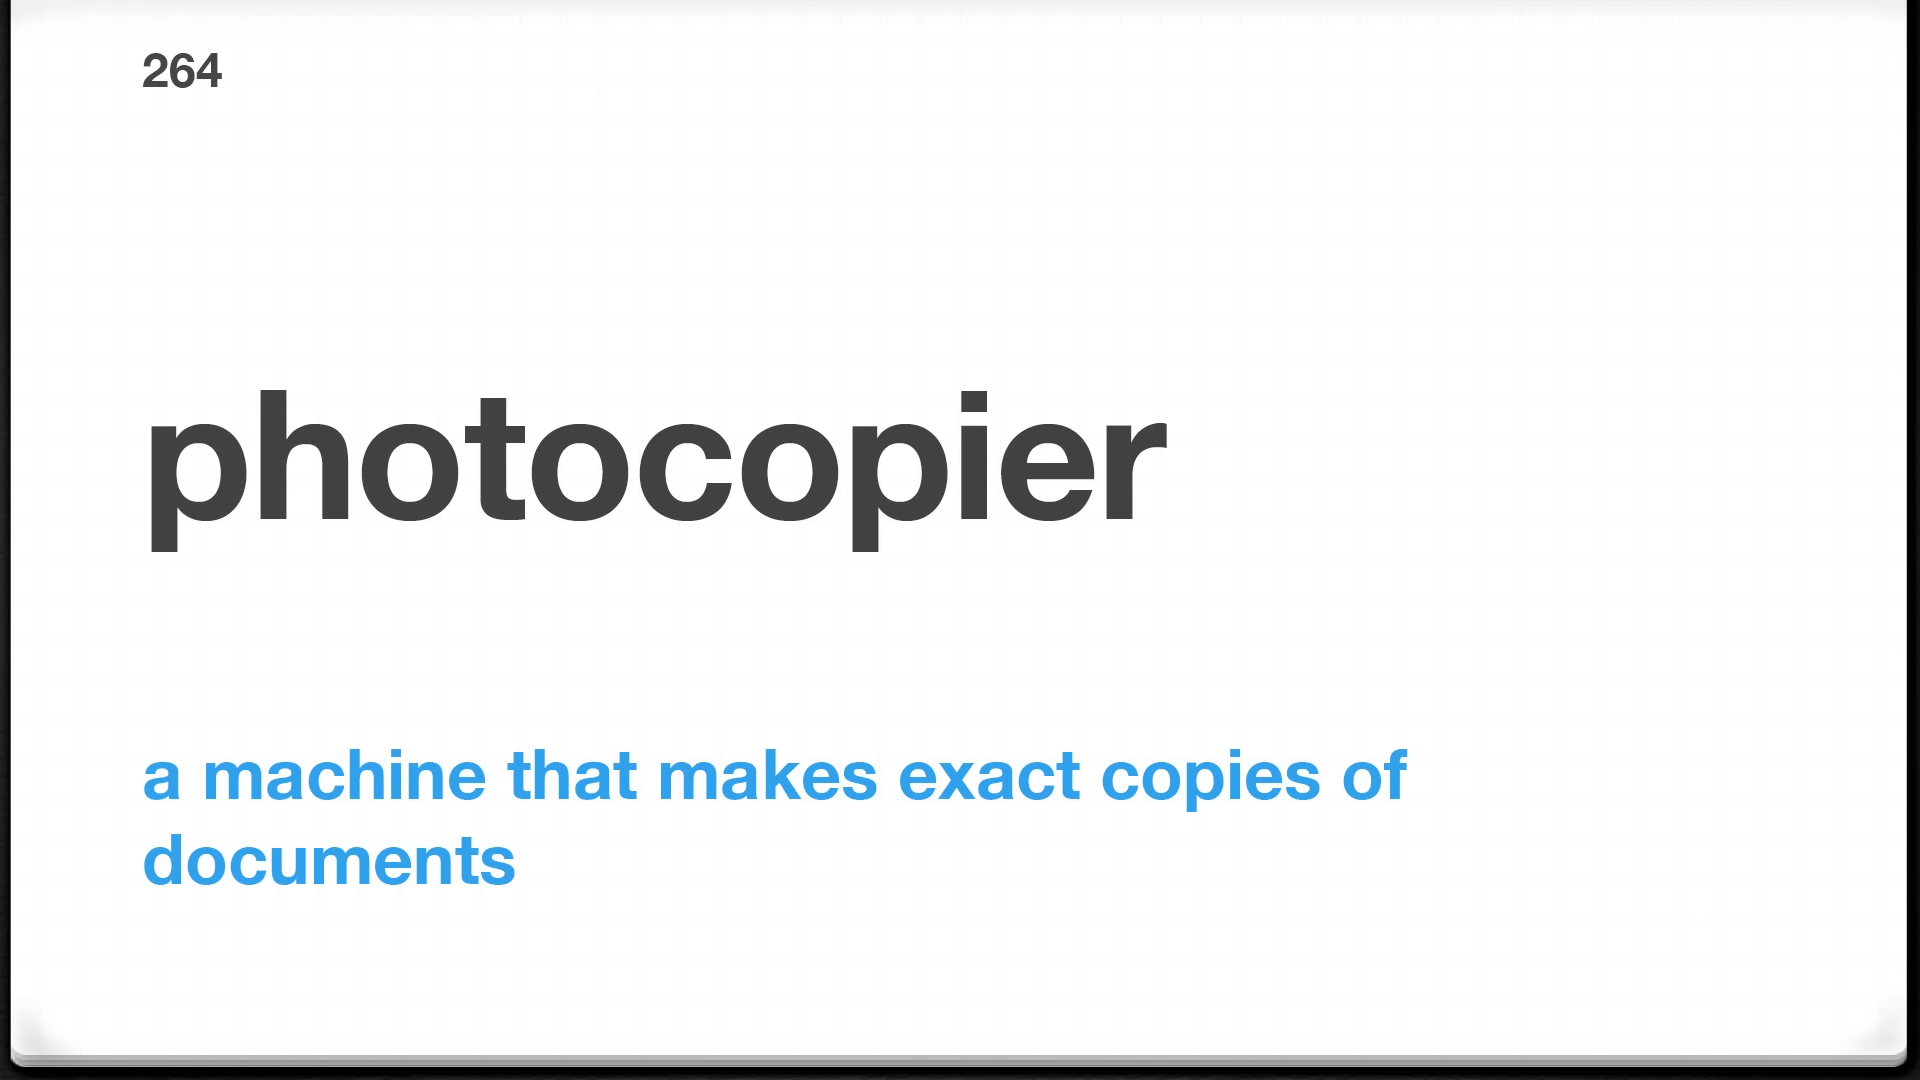 264
photocopier
a machine that makes exact copies of
documents